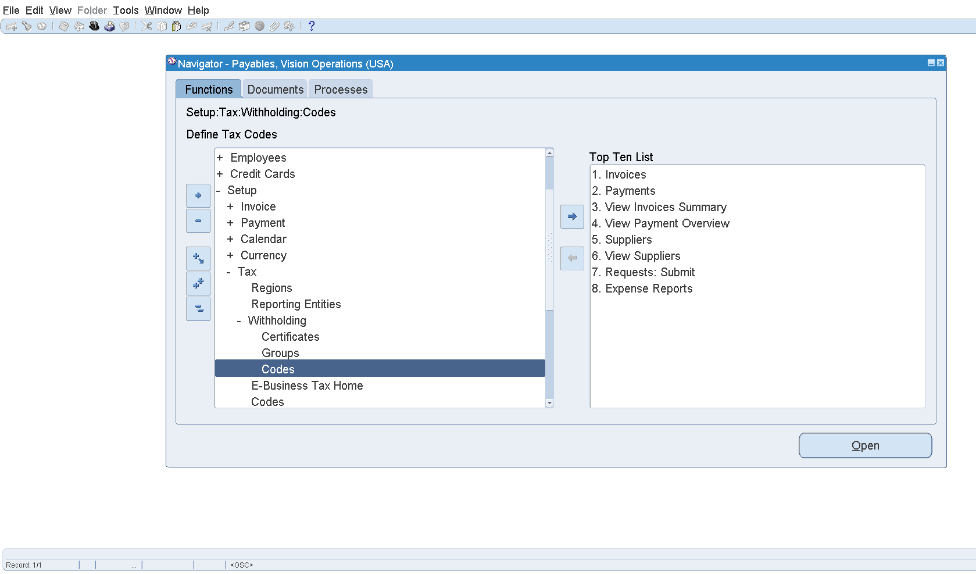 File Edit View Folder Tools Window Help
Navigator - Payables, Vision Operations (USA)
Functions Documents Processes
Setup:Tax:Withholding:Codes
Define Tax Codes
+ Employees
+ Credit Cards
- Setup
+ Invoice
+ Payment
+ Calendar
+ Currency
- Tax
Regions
Reporting Entities
- Withholding
Certificates
Groups
Codes
E-Business Tax Home
Codes
Top Ten List
1. Invoices
2. Payments
3. View Invoices Summary
4. View Payment Overview
5. Suppliers
6. View Suppliers
7. Requests: Submit
8. Expense Reports
Open
Record: 1/1 ... <OSC>